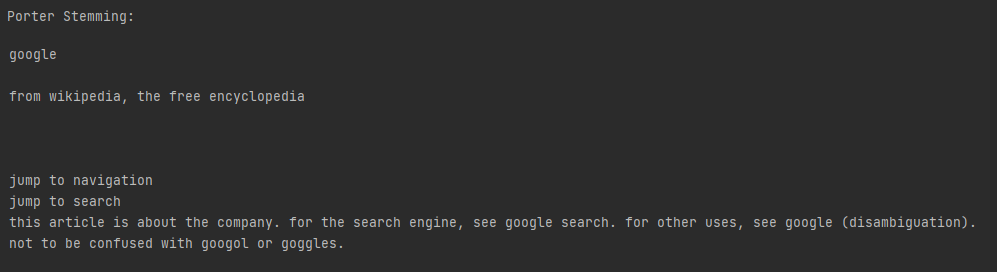 Porter Stemming:
google
from wikipedia, the free encyclopedia
jump to navigation
jump to search
this article is about the company. for the search engine, see google search. for other uses, see google (disambiguation).
not to be confused with googol or goggles.